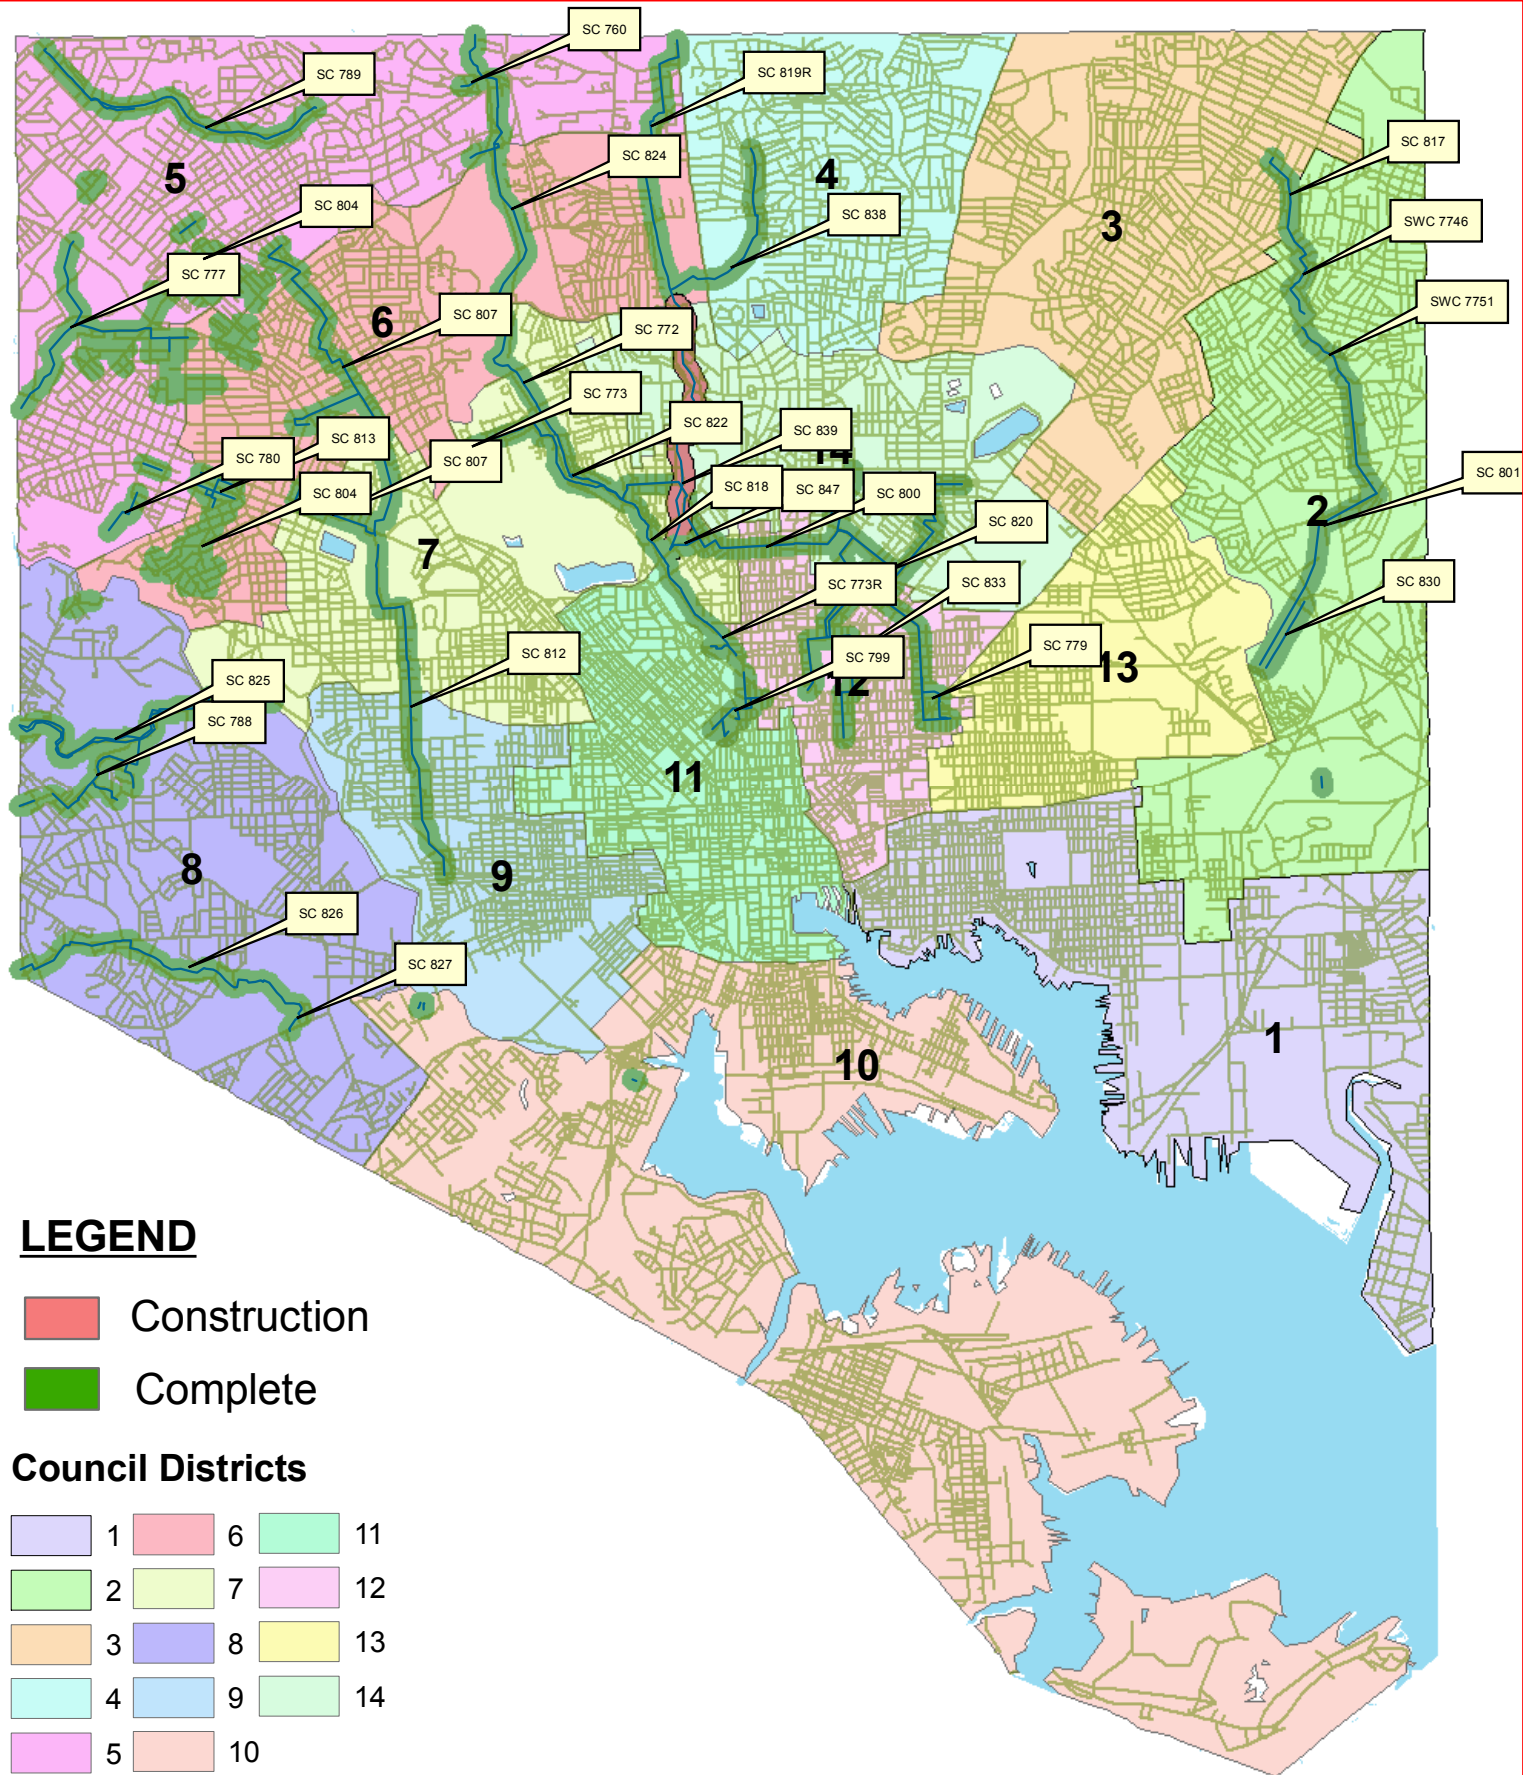 SC 760
SC 789
SC 819R
SC 817
SC 824
5
4
SC 804
SC 838
3
SWC 7746
SC 777
SWC 7751
6
SC 807
SC 772
SC 773
SC 822
SC 839
SC 813
14
SC 780
SC 807
SC 801
SC 804
SC 818
SC 847
SC 800
2
SC 820
7
SC 773R
SC 833
SC 830
SC 812
SC 799
SC 779
13
12
SC 825
SC 788
11
8
9
SC 826
SC 827
1
10
LEGEND
Construction
Complete
Council Districts
1 6 11
2 7 12
3 8 13
4 9 14
5 10